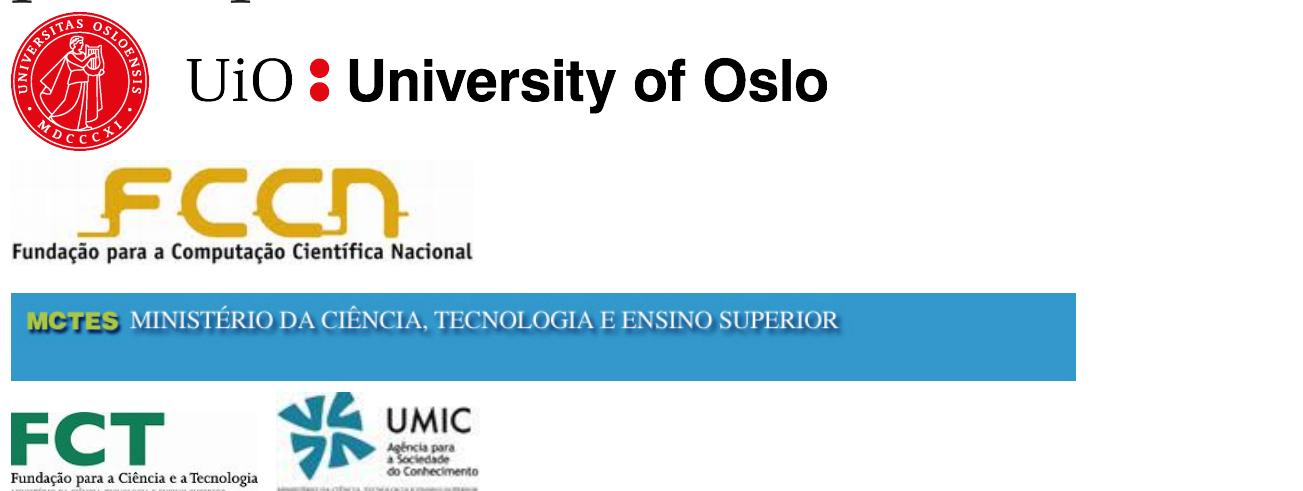 UNIVERSITAS OSLOENSIS
MDCCCXI
UiO : University of Oslo
FCCN
Fundação para a Computação Científica Nacional
MCTES MINISTÉRIO DA CIÊNCIA, TECNOLOGIA E ENSINO SUPERIOR
FCT
Fundação para a Ciência e a Tecnologia
UMIC
Agência para
a Sociedade
do Conhecimento